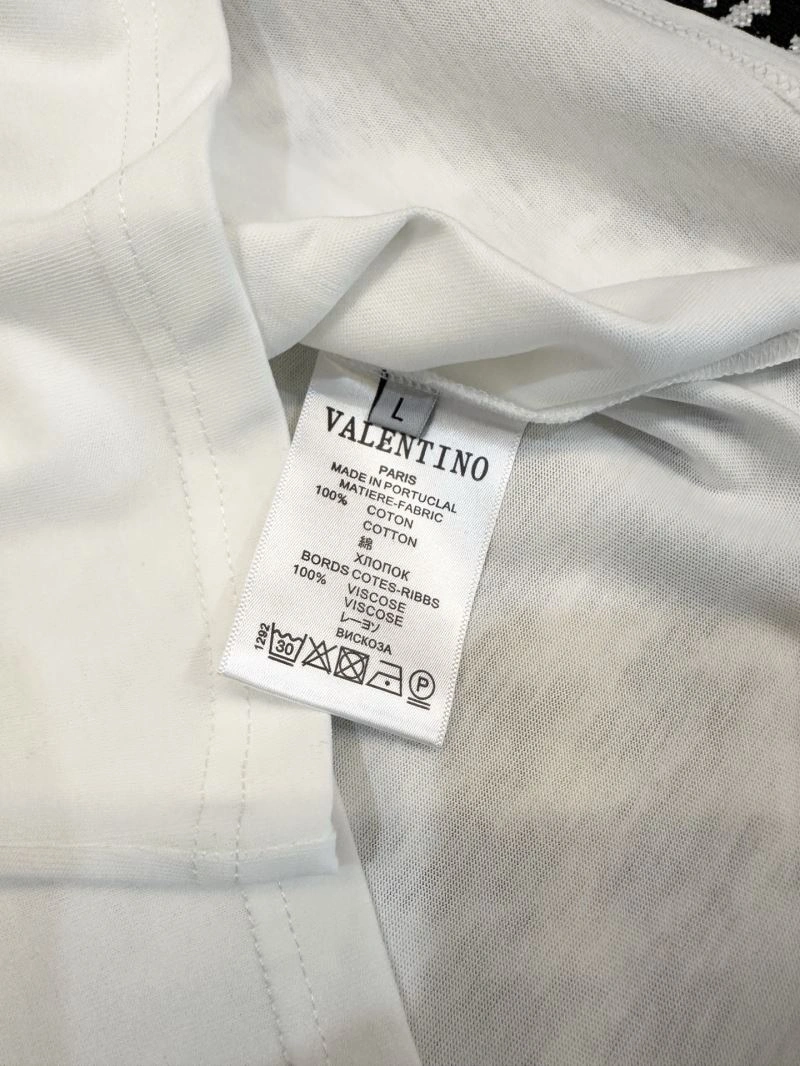 L
VALENTINO
PARIS
MADE IN PORTUCLAL
MATIERE-FABRIC
100% COTON
COTTON
綿
ХЛОПОК
BORDS COTES-RIBBS
100% VISCOSE
VISCOSE
レーヨソ
ВИСКОЗА
1292
30
P